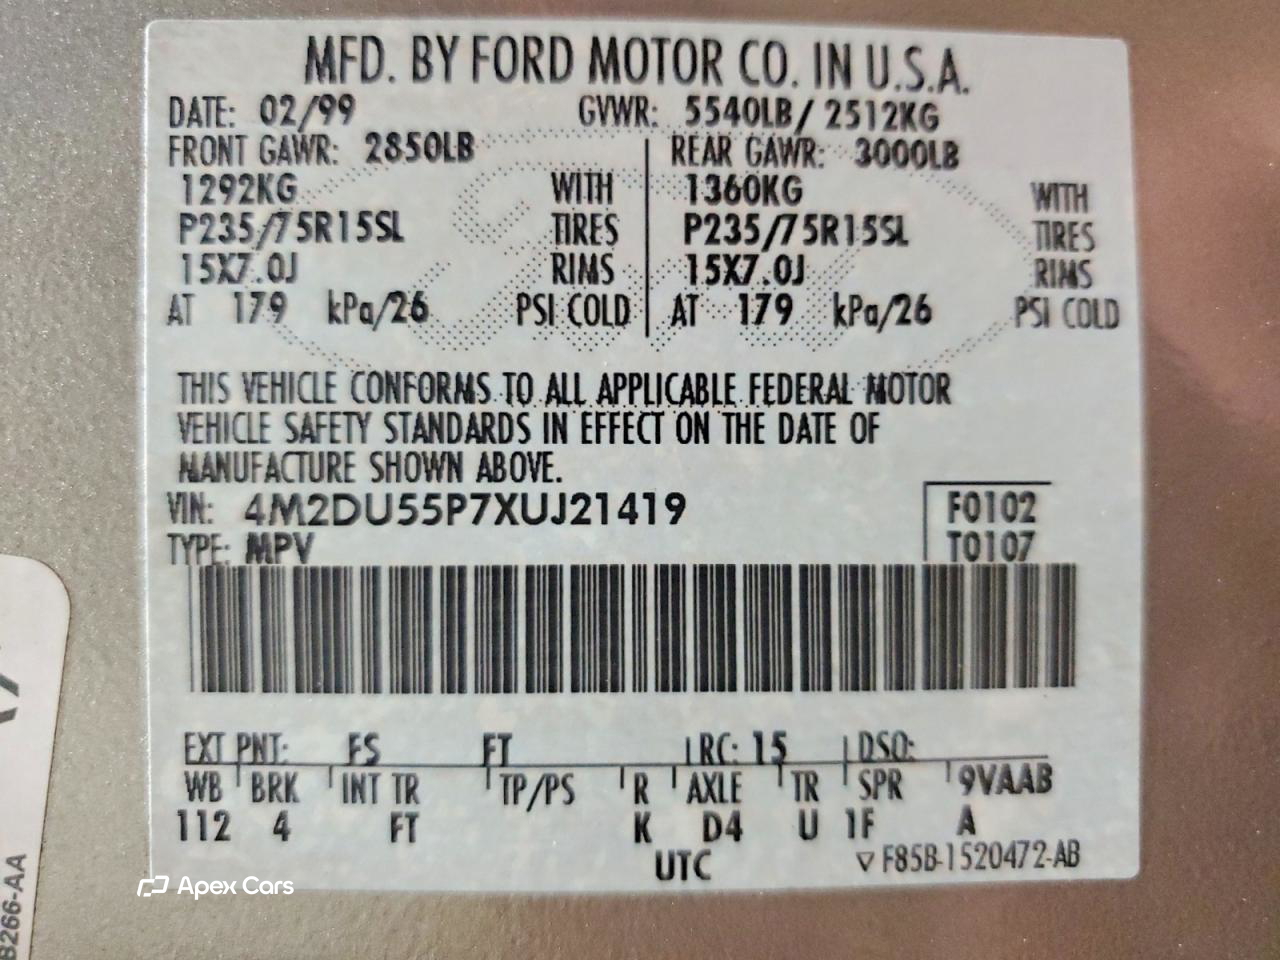 MFD. BY FORD MOTOR CO. IN U.S.A.
DATE: 02/99 GVWR: 5540LB/ 2512KG
FRONT GAWR: 2850LB REAR GAWR: 3000LB
1292KG WITH 1360KG WITH
P235/75R15SL TIRES P235/75R15SL TIRES
15X7.0J RIMS 15X7.0J RIMS
AT 179 kPa/26 PSI COLD AT 179 kPa/26 PSI COLD
THIS VEHICLE CONFORMS TO ALL APPLICABLE FEDERAL MOTOR
VEHICLE SAFETY STANDARDS IN EFFECT ON THE DATE OF
MANUFACTURE SHOWN ABOVE.
VIN: 4M2DU55P7XUJ21419 F0102
TYPE: MPV T0107
EXT PNT: FS FT RC: 15 DSO:
WB BRK INT TR TP/PS R AXLE TR SPR 9VAAB
112 4 FT K D4 U 1F A
UTC F85B-1520472-AB
Apex Cars
B266-AA